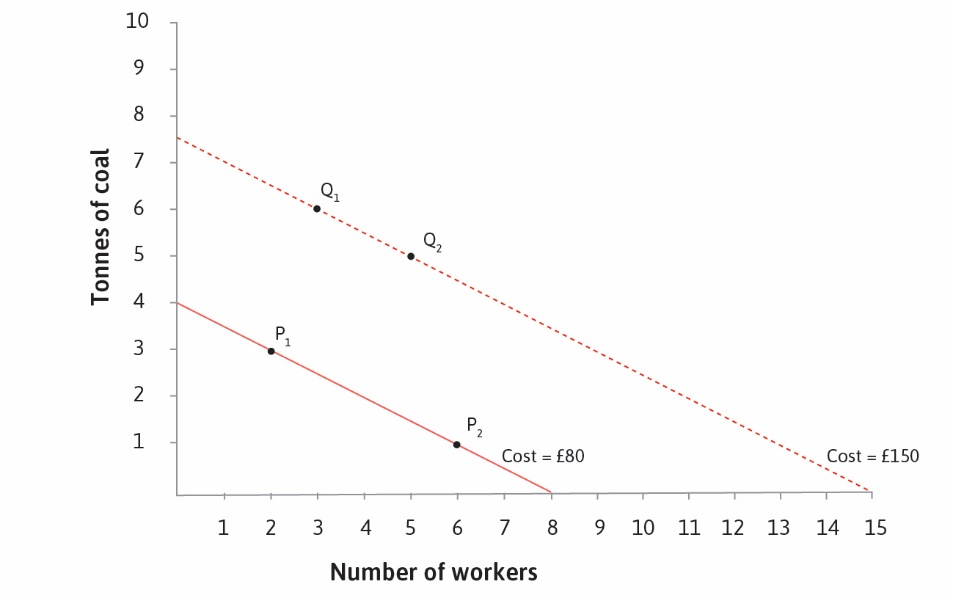 10
9
8
7
6
5
4
3
2
1
Tonnes of coal
Q1
Q2
P1
P2
Cost = £80
Cost = £150
1 2 3 4 5 6 7 8 9 10 11 12 13 14 15
Number of workers